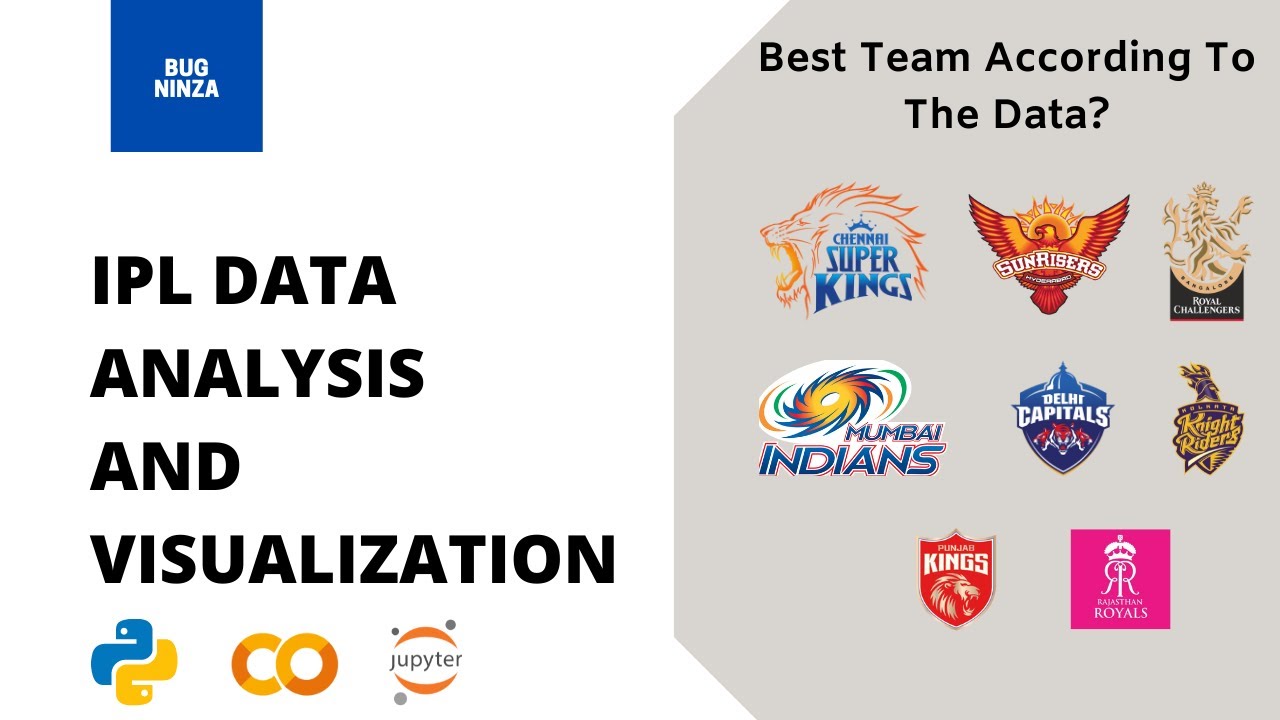 BUG
NINZA
IPL DATA
ANALYSIS
AND
VISUALIZATION
jupyter
Best Team According To
The Data?
CHENNAI
SUPER
KINGS
SUNRISERS
HYDERABAD
BANGALORE
ROYAL
CHALLENGERS
MUMBAI
INDIANS
DELHI
CAPITALS
KOLKATA
Knight
Riders
PUNJAB
KINGS
RAJASTHAN
ROYALS